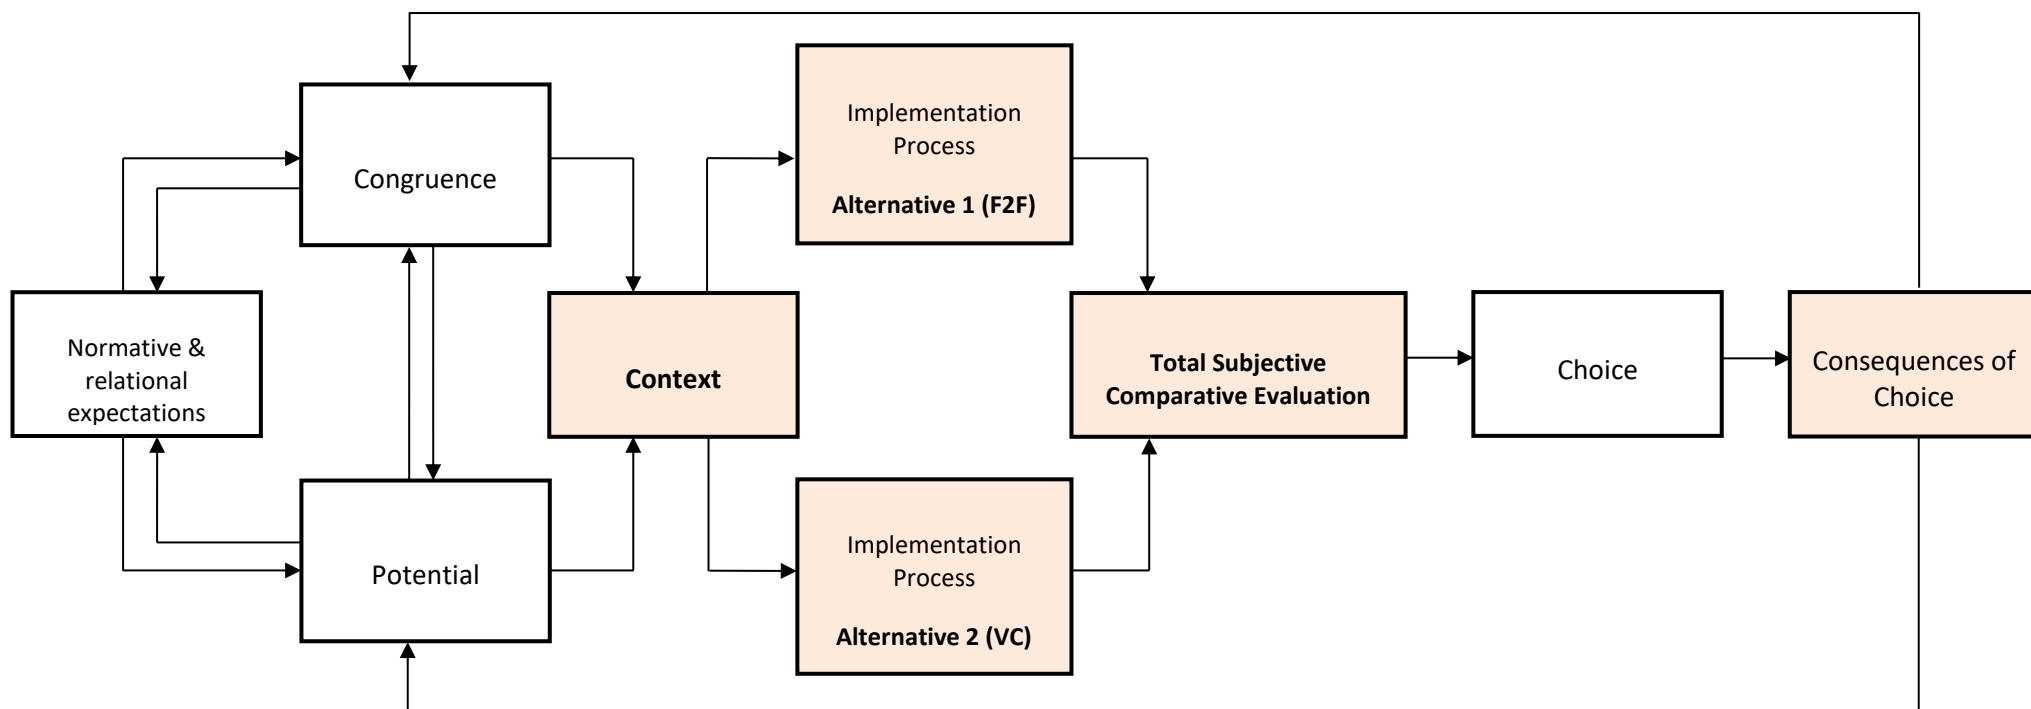 Implementation
Process
Alternative 1 (F2F)
Congruence
Normative &
relational
expectations
Context
Total Subjective
Comparative Evaluation
Choice
Consequences of
Choice
Potential
Implementation
Process
Alternative 2 (VC)